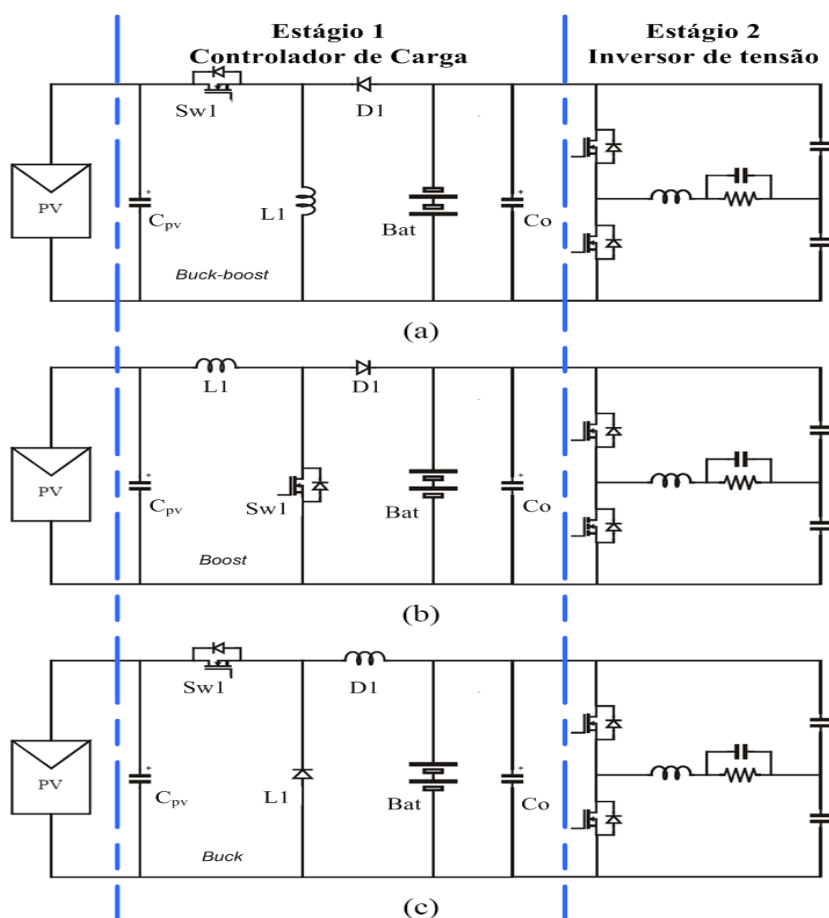 Estágio 1
Controlador de Carga
Estágio 2
Inversor de tensão
Sw1
D1
PV
Cpv
L1
Bat
Co
Buck-boost
(a)
L1
D1
PV
Cpv
Sw1
Bat
Co
Boost
(b)
Sw1
D1
PV
Cpv
L1
Bat
Co
Buck
(c)